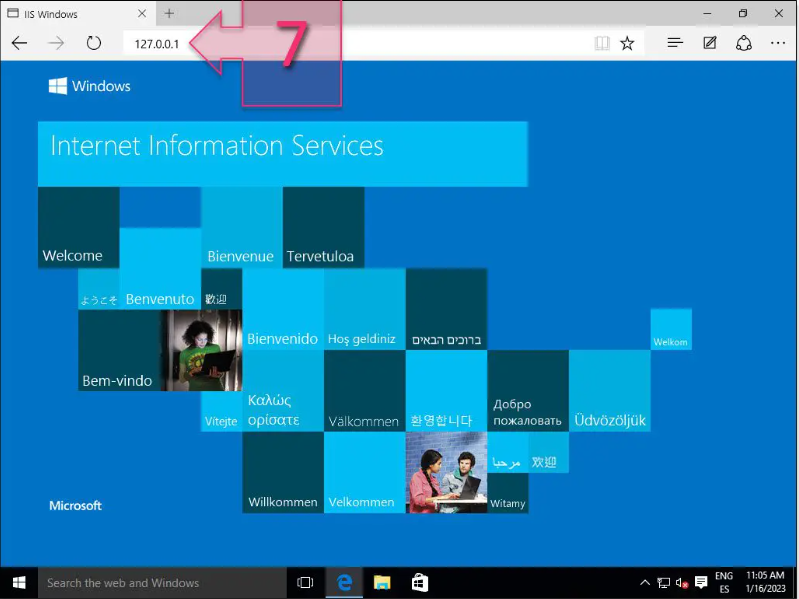 IIS Windows
127.0.0.1
7
Windows
Internet Information Services
Welcome
Bienvenue
Tervetuloa
ようこそ
Benvenuto
歡迎
Bienvenido
Hoş geldiniz
ברוכים הבאים
Welkom
Bem-vindo
Vítejte
Καλώς
ορίσατε
Välkommen
환영합니다
Добро
пожаловать
Üdvözöljük
Willkommen
Velkommen
مرحبا
欢迎
Witamy
Microsoft
Search the web and Windows
ENG
ES
11:05 AM
1/16/2023